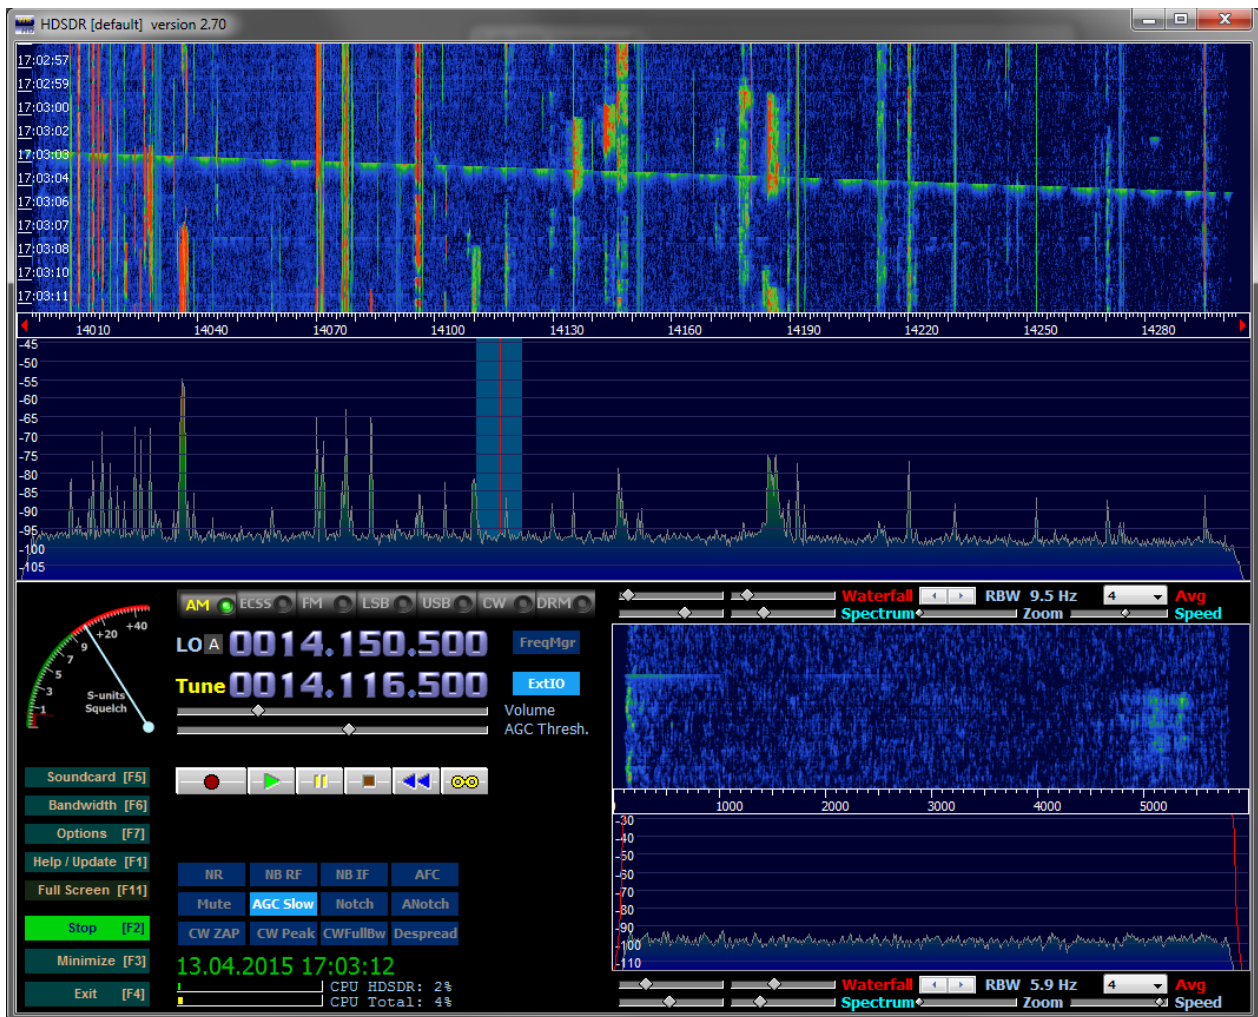 HDSDR [default] version 2.70
17:02:57
17:02:59
17:03:00
17:03:02
17:03:03
17:03:04
17:03:06
17:03:07
17:03:08
17:03:10
17:03:11
14010 14040 14070 14100 14130 14160 14190 14220 14250 14280
-45
-50
-55
-60
-65
-70
-75
-80
-85
-90
-95
-100
-105
+20 +40
9
7
5
3
1
S-units
Squelch
AM ECSS FM LSB USB CW DRM
LO A 0014.150.500 FreqMgr
Tune 0014.116.500 ExtIO
Volume
AGC Thresh.
Soundcard [F5]
Bandwidth [F6]
Options [F7]
Help / Update [F1]
Full Screen [F11]
Stop [F2]
Minimize [F3]
Exit [F4]
NR NB RF NB IF AFC
Mute AGC Slow Notch ANotch
CW ZAP CW Peak CWFullBw Despread
13.04.2015 17:03:12
CPU HDSDR: 2%
CPU Total: 4%
Waterfall RBW 9.5 Hz 4 Avg
Spectrum Zoom Speed
1000 2000 3000 4000 5000
-30
-40
-50
-60
-70
-80
-90
-100
-110
Waterfall RBW 5.9 Hz 4 Avg
Spectrum Zoom Speed